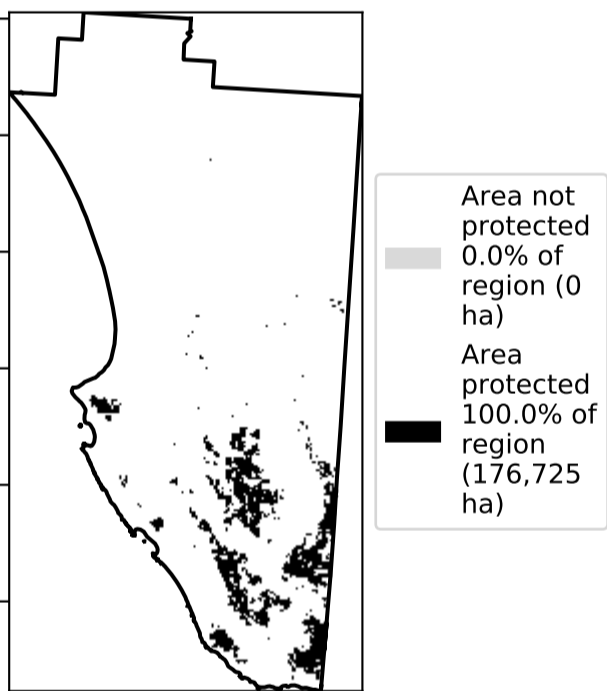 Area not
protected
0.0% of
region (0
ha)
Area
protected
100.0% of
region
(176,725
ha)